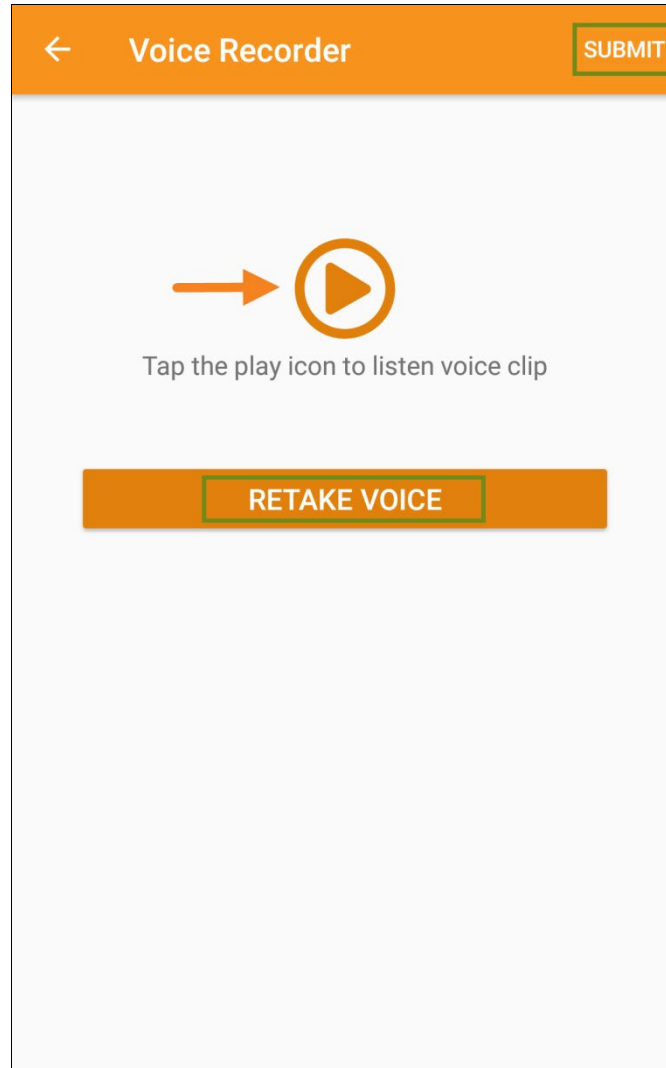 Voice Recorder SUBMIT
Tap the play icon to listen voice clip
RETAKE VOICE